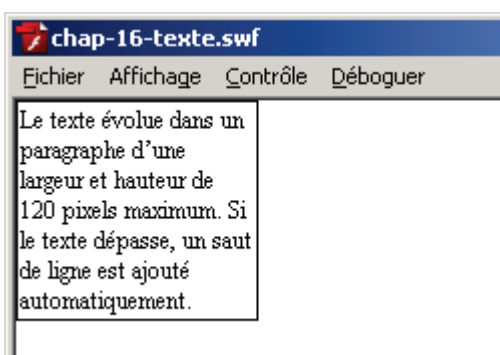 chap-16-texte.swf
Fichier Affichage Contrôle Déboguer
Le texte évolue dans un
paragraphe d'une
largeur et hauteur de
120 pixels maximum. Si
le texte dépasse, un saut
de ligne est ajouté
automatiquement.